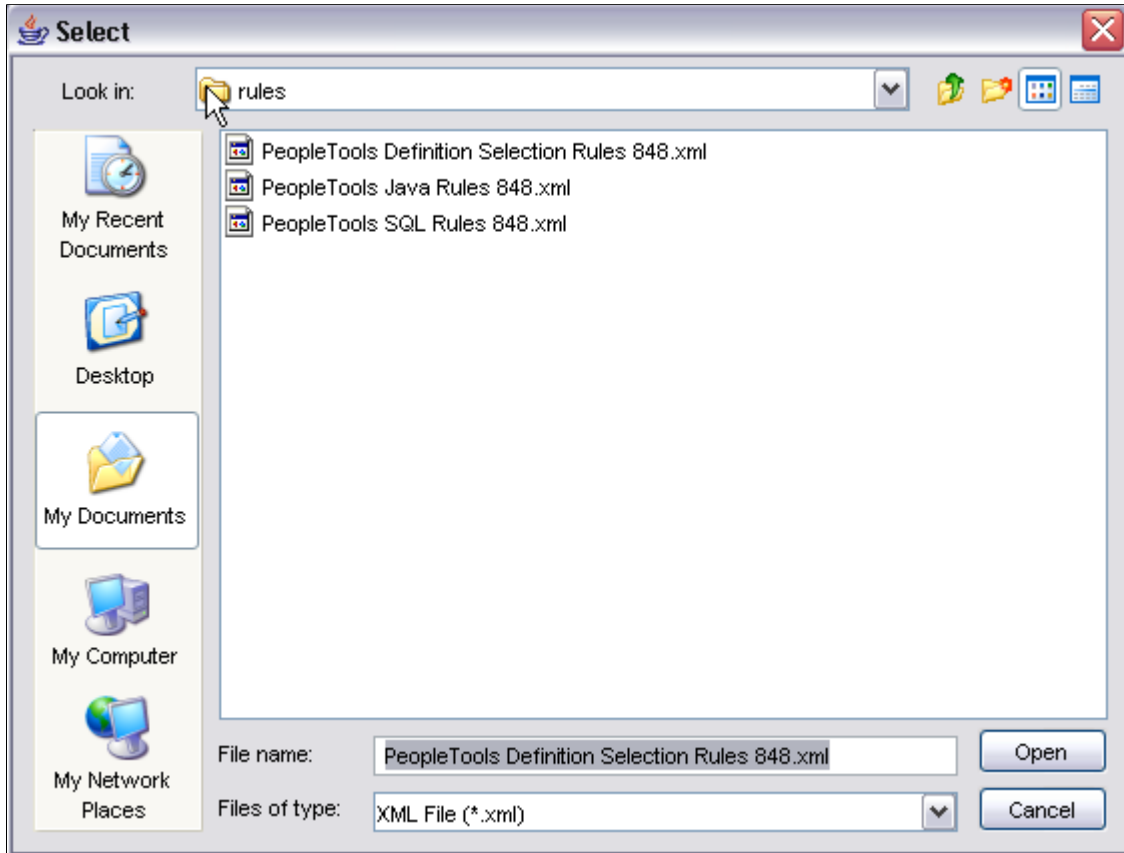 Select
Look in:
rules
PeopleTools Definition Selection Rules 848.xml
PeopleTools Java Rules 848.xml
PeopleTools SQL Rules 848.xml
My Recent
Documents
Desktop
My Documents
My Computer
My Network
Places
File name:
PeopleTools Definition Selection Rules 848.xml
Open
Files of type:
XML File (*.xml)
Cancel